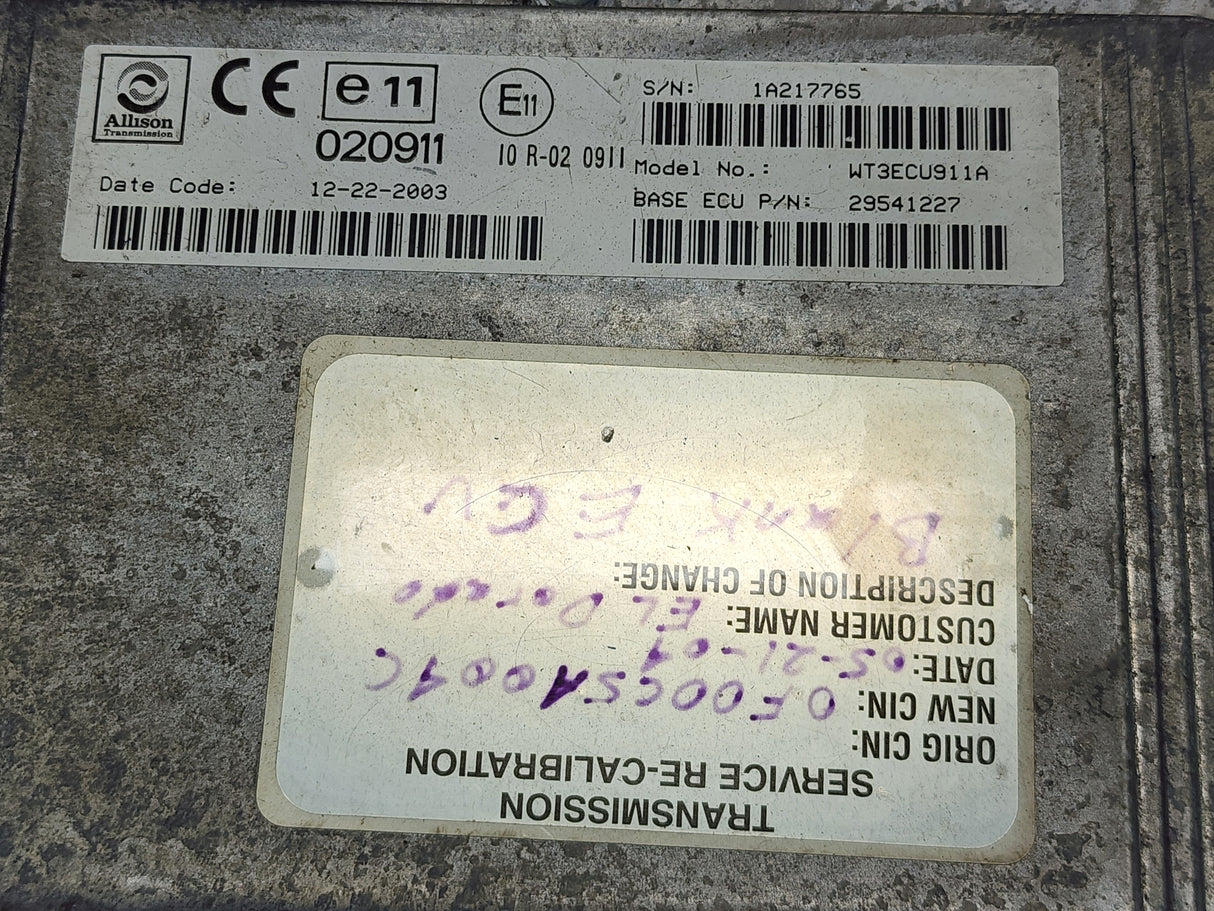 Allison
Transmission
CE
e 11
020911
E11
10 R-02 0911
S/N: 1A217765
Model No.: WT3ECU911A
Date Code: 12-22-2003
BASE ECU P/N: 29541227
TRANSMISSION
SERVICE RE-CALIBRATION
ORIG CIN:
NEW CIN:
DATE: 05-21-
CUSTOMER NAME: EL Dorado
DESCRIPTION OF CHANGE:
Blank ECU